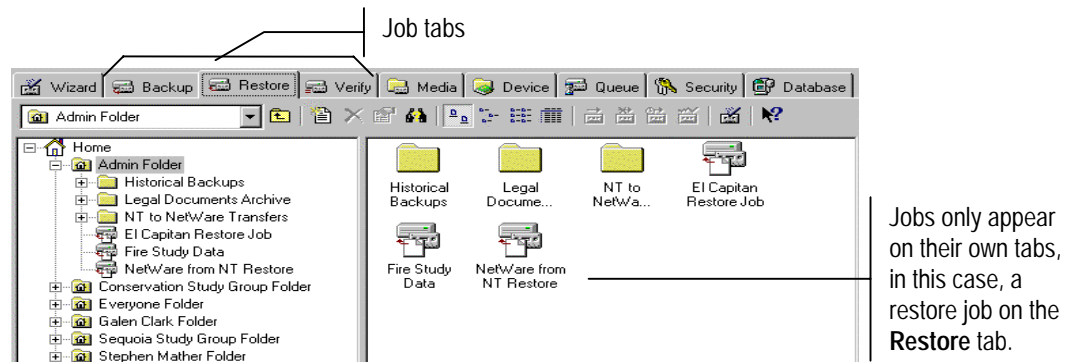 Job tabs
Wizard Backup Restore Verify Media Device Queue Security Database
Admin Folder
Home
Admin Folder
Historical Backups
Legal Documents Archive
NT to NetWare Transfers
El Capitan Restore Job
Fire Study Data
NetWare from NT Restore
Conservation Study Group Folder
Everyone Folder
Galen Clark Folder
Sequoia Study Group Folder
Stephen Mather Folder
Historical Backups
Legal Docume...
NT to NetWa...
El Capitan Restore Job
Fire Study Data
NetWare from NT Restore
Jobs only appear
on their own tabs,
in this case, a
restore job on the
Restore tab.